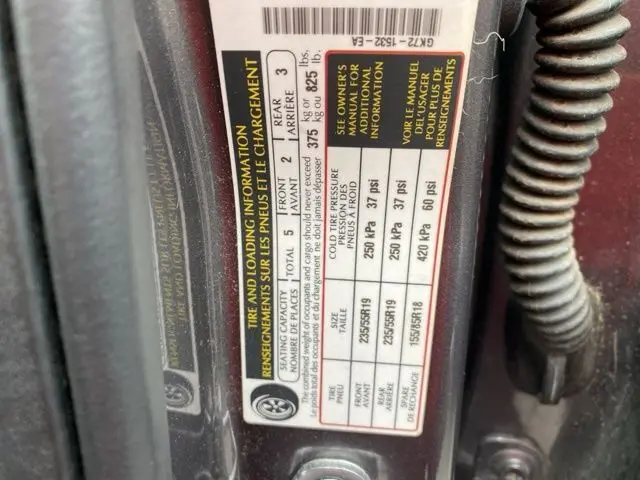 GK72-1532-EA
TIRE AND LOADING INFORMATION
RENSEIGNEMENTS SUR LES PNEUS ET LE CHARGEMENT
SEATING CAPACITY TOTAL 5 FRONT 2 REAR 3
NOMBRE DE PLACES AVANT ARRIÈRE
The combined weight of occupants and cargo should never exceed 375 kg or 825 lbs.
Le poids total des occupants et du chargement ne doit jamais dépasser kg ou lb.
TIRE
PNEU
SIZE
TAILLE
COLD TIRE PRESSURE
PRESSION DES
PNEUS À FROID
SEE OWNER'S
MANUAL FOR
ADDITIONAL
INFORMATION
FRONT
AVANT
235/55R19
250 kPa 37 psi
REAR
ARRIÈRE
235/55R19
250 kPa 37 psi
VOIR LE MANUEL
DE L'USAGER
POUR PLUS DE
RENSEIGNEMENTS
SPARE
DE RECHANGE
155/85R18
420 kPa 60 psi